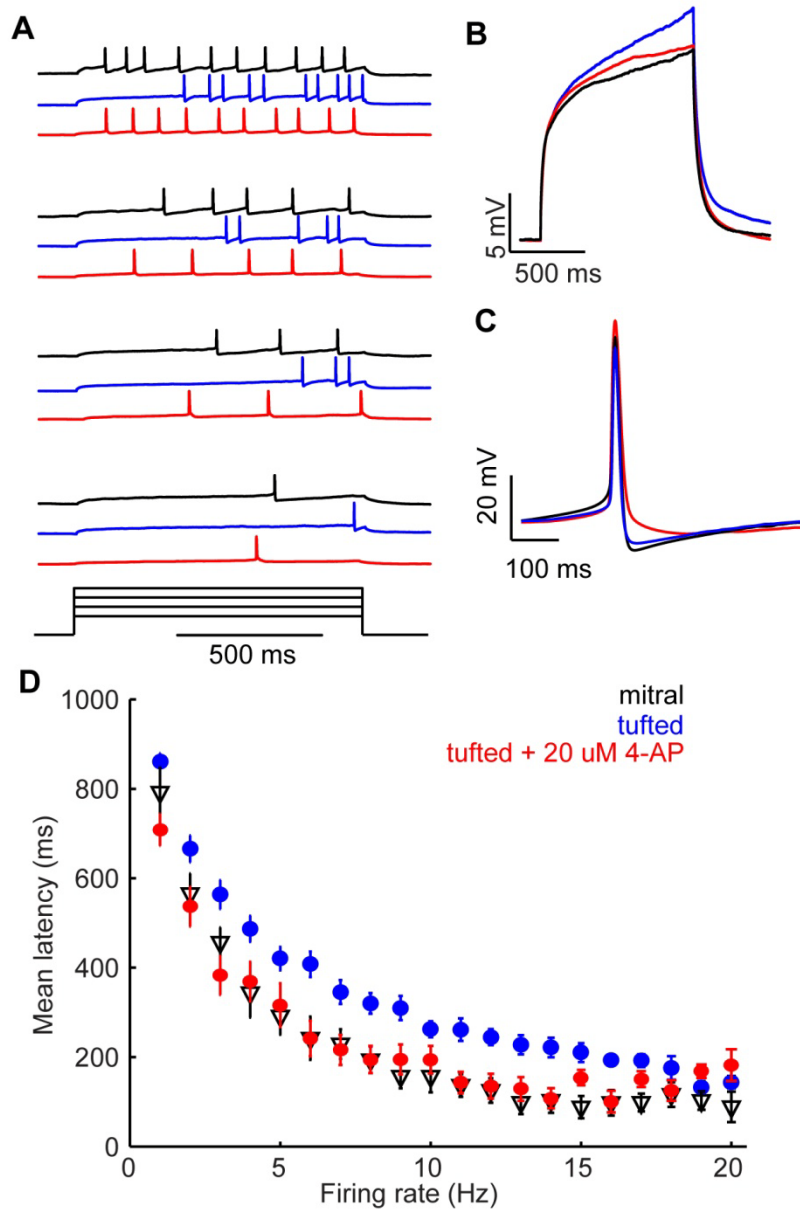 A
500 ms
B
5 mV
500 ms
C
20 mV
100 ms
D
mitral
tufted
tufted + 20 uM 4-AP
Mean latency (ms)
1000
800
600
400
200
0
0 5 10 15 20
Firing rate (Hz)